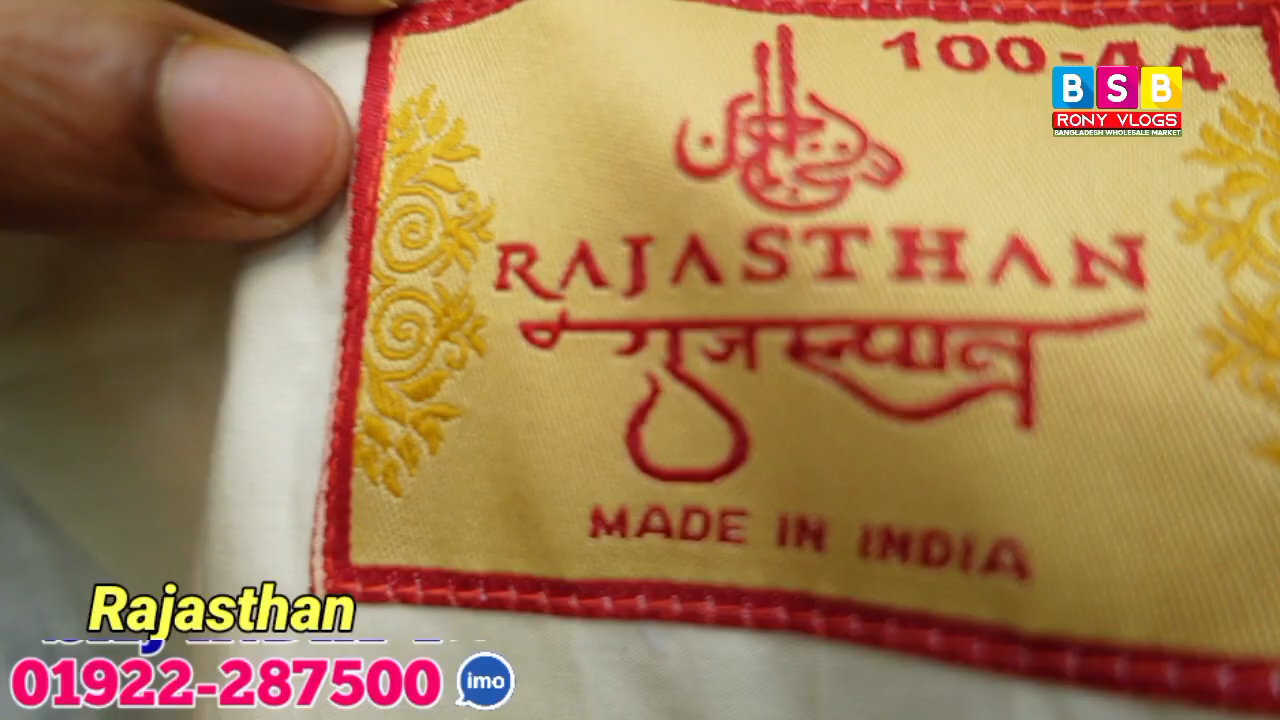 100-44
BSB
RONY VLOGS
BANGLADESH WHOLESALE MARKET
RAJASTHAN
राजस्थान
MADE IN INDIA
Rajasthan
01922-287500 imo